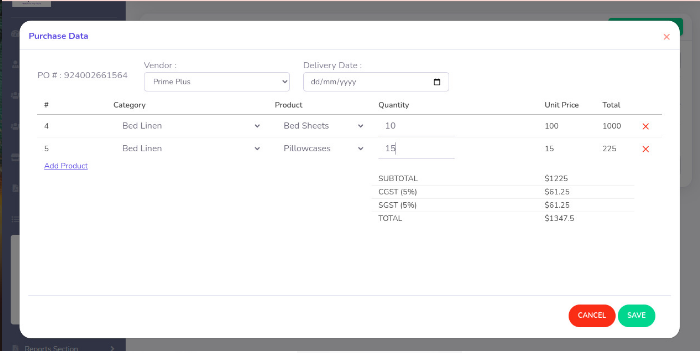 Purchase Data
×
PO # : 924002661564
Vendor :
Prime Plus
Delivery Date :
dd/mm/yyyy
# Category Product Quantity Unit Price Total
4 Bed Linen Bed Sheets 10 100 1000
5 Bed Linen Pillowcases 15 15 225
Add Product
SUBTOTAL $1225
CGST (5%) $61.25
SGST (5%) $61.25
TOTAL $1347.5
CANCEL SAVE
Reports Section